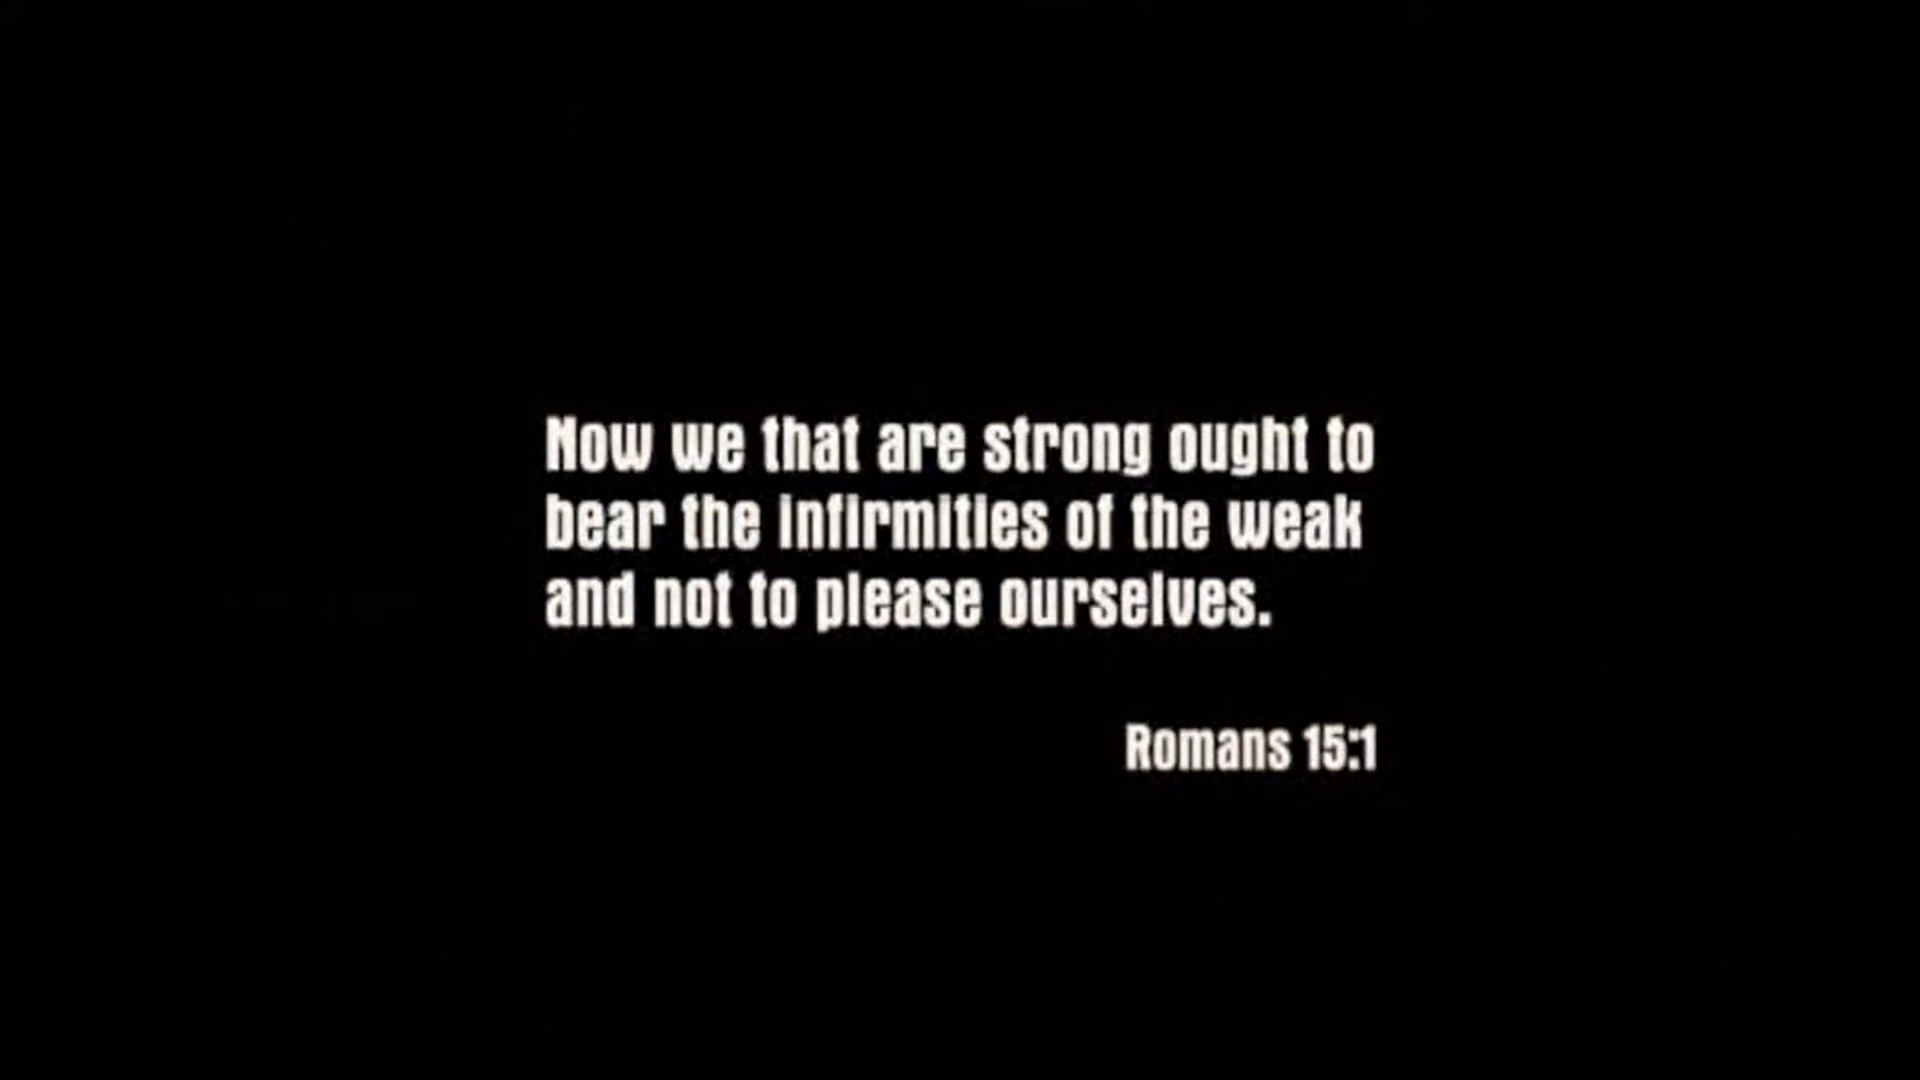 Now we that are strong ought to
bear the infirmities of the weak
and not to please ourselves.
Romans 15:1